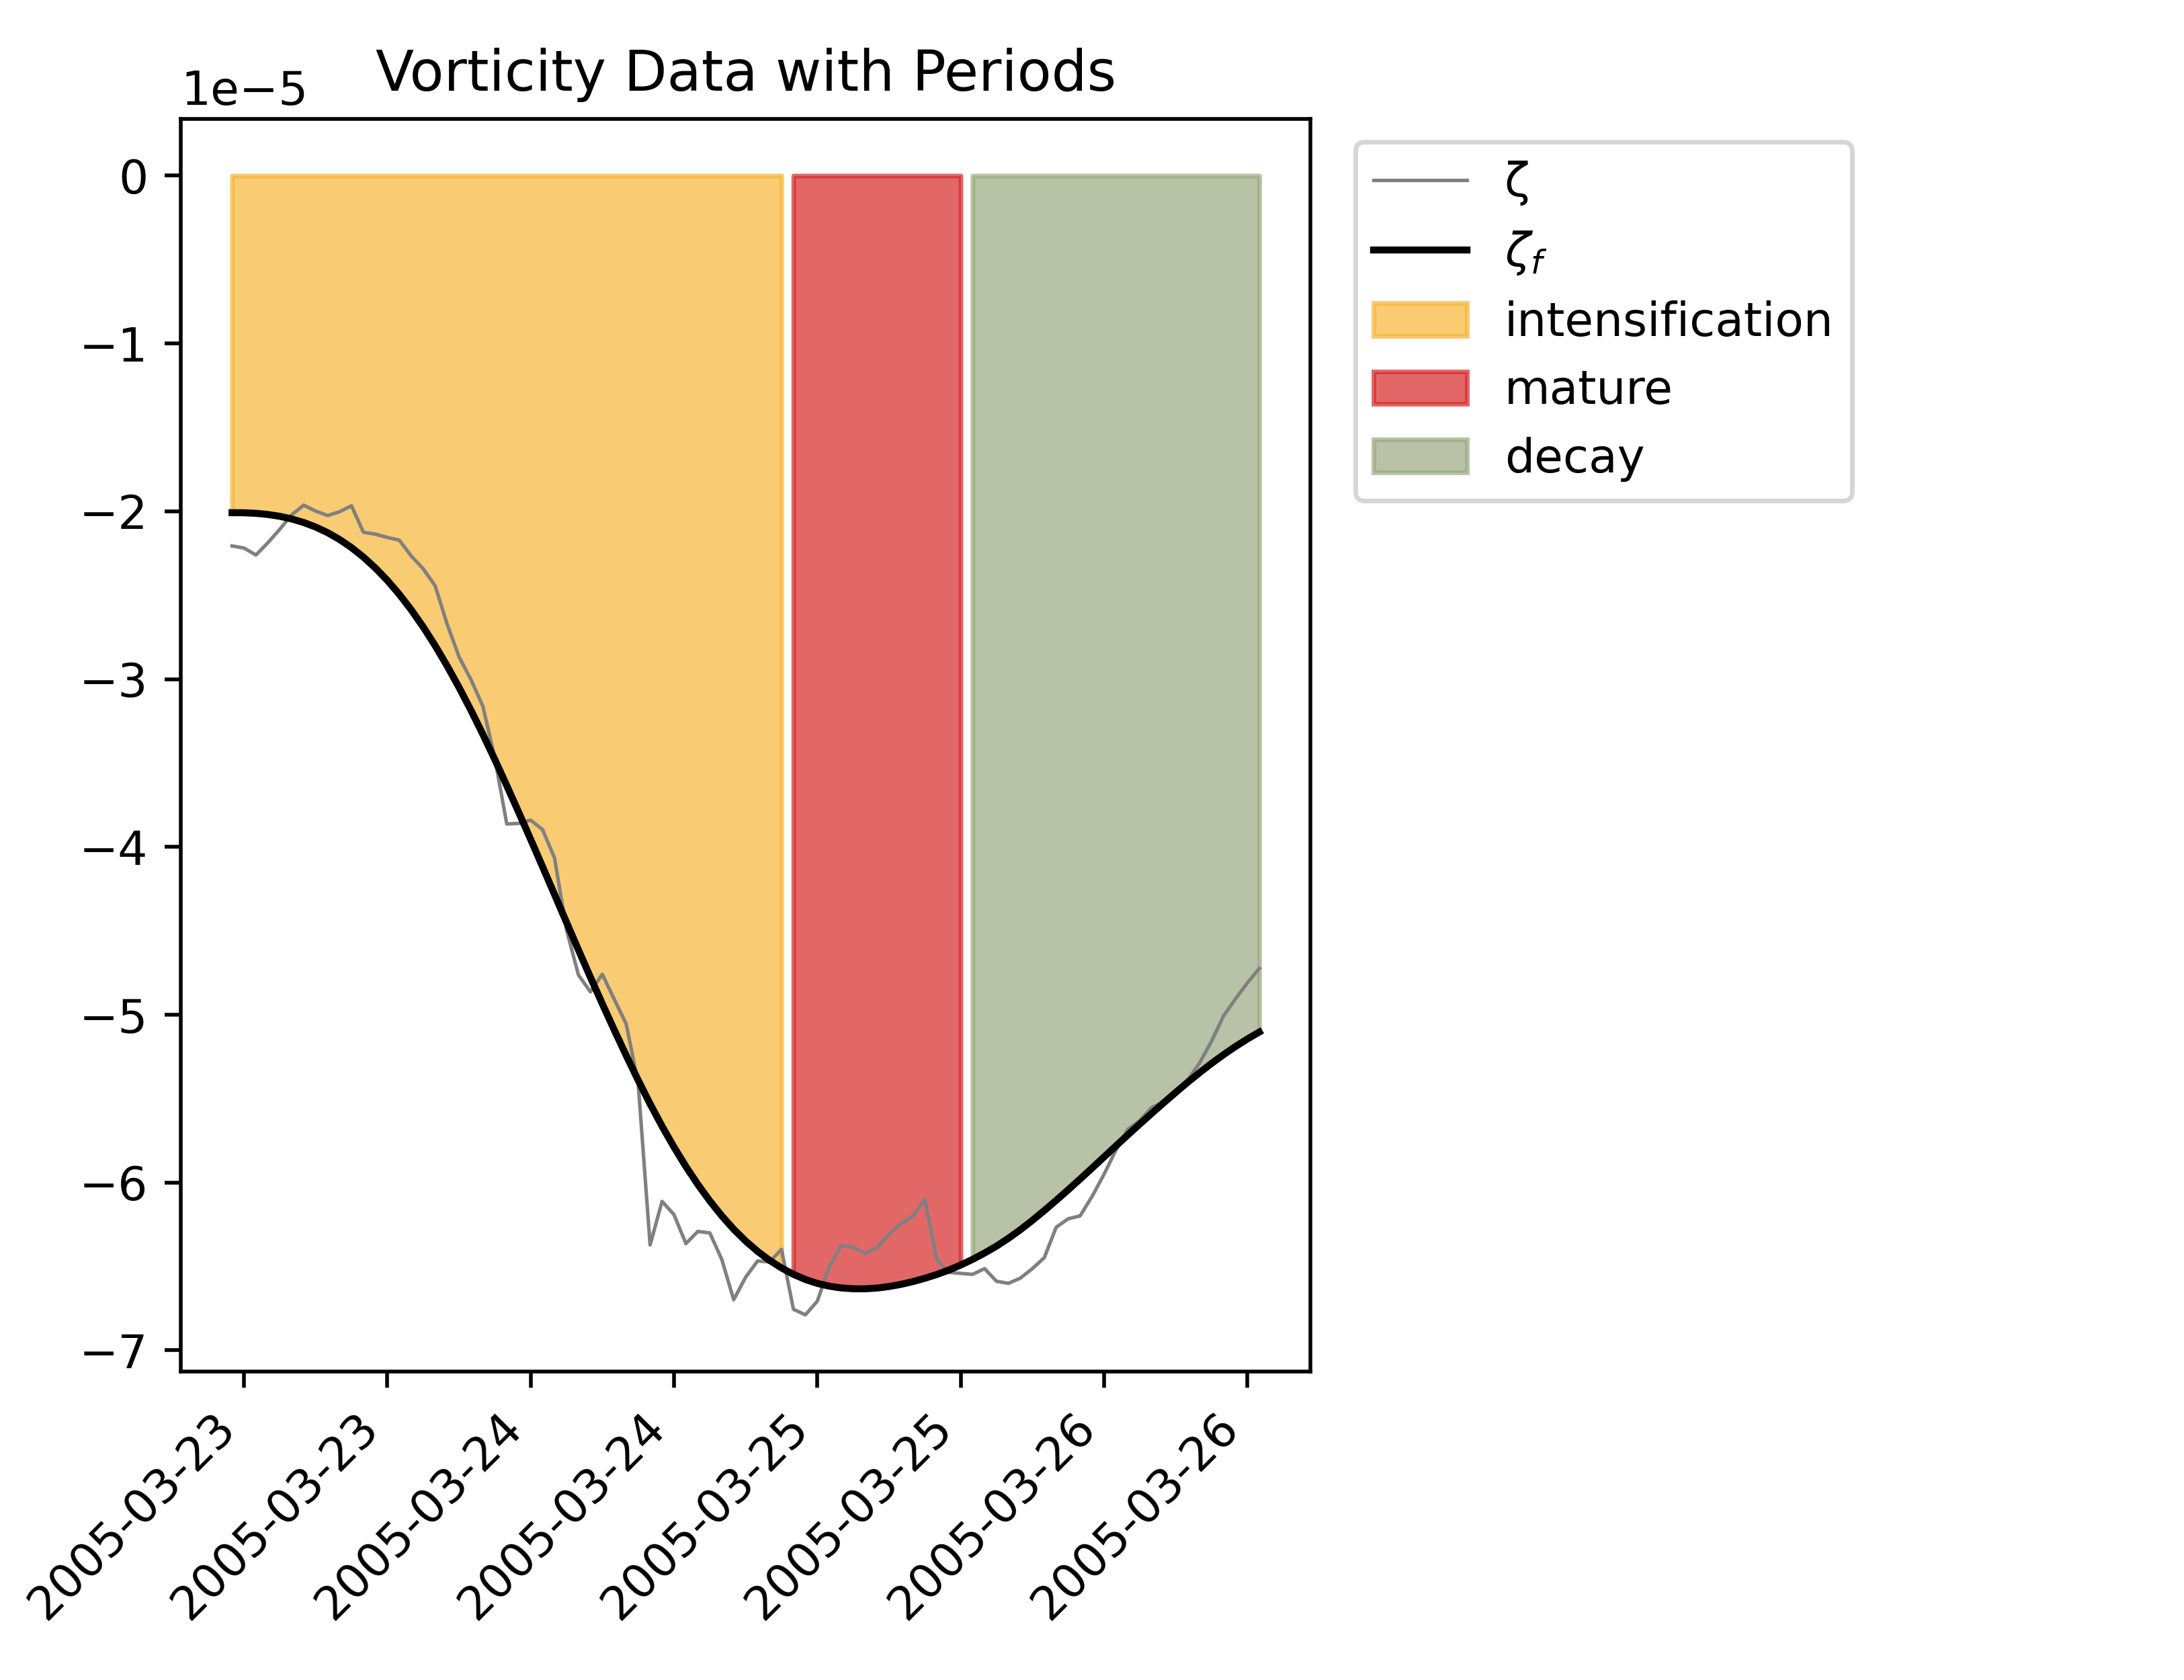 Vorticity Data with Periods
1e−5
0
−1
−2
−3
−4
−5
−6
−7
2005-03-23
2005-03-23
2005-03-24
2005-03-24
2005-03-25
2005-03-25
2005-03-26
2005-03-26
ζ
ζf
intensification
mature
decay